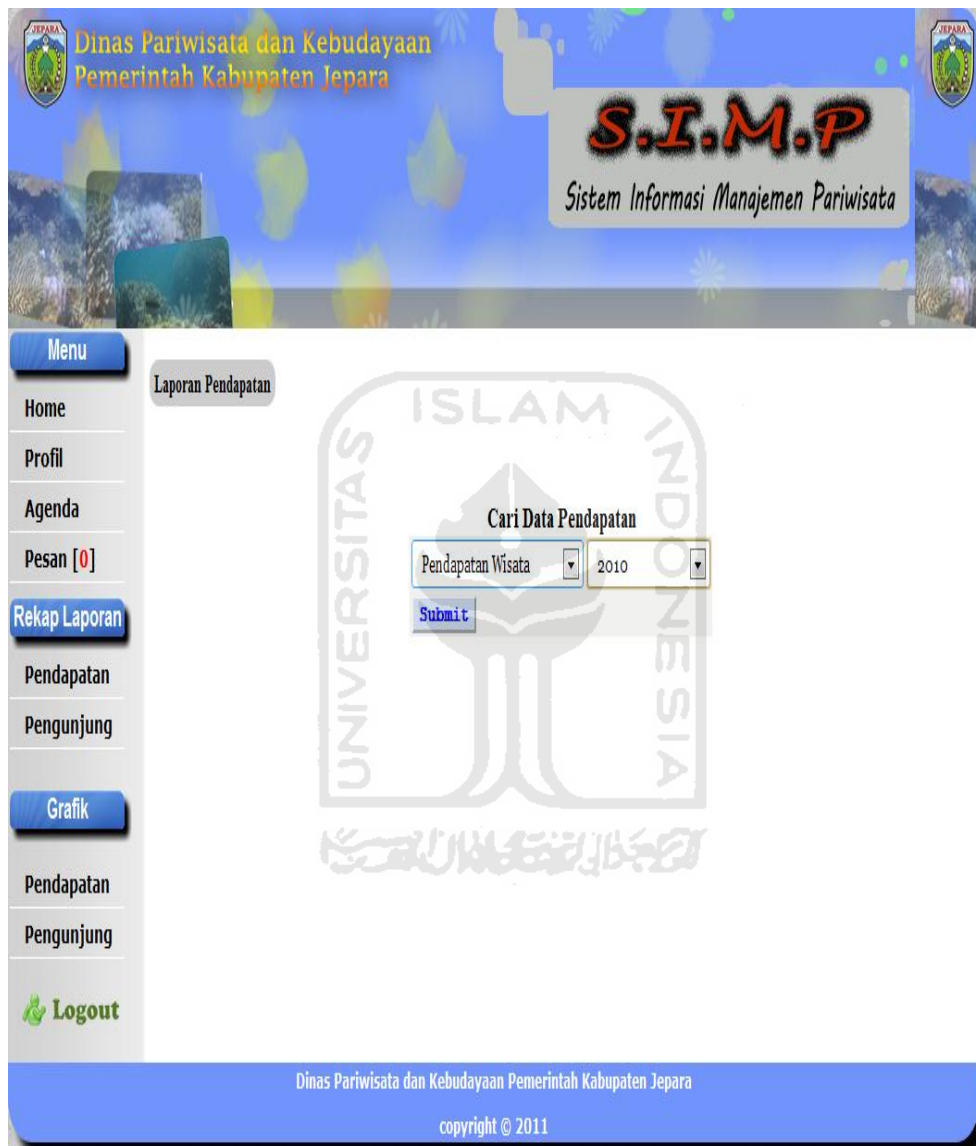 JEPARA
Dinas Pariwisata dan Kebudayaan
Pemerintah Kabupaten Jepara
JEPARA
S.I.M.P
Sistem Informasi Manajemen Pariwisata
Menu
Home
Profil
Agenda
Pesan [0]
Rekap Laporan
Pendapatan
Pengunjung
Grafik
Pendapatan
Pengunjung
Logout
Laporan Pendapatan
UNIVERSITAS
ISLAM
INDONESIA
Cari Data Pendapatan
Pendapatan Wisata
2010
Submit
Dinas Pariwisata dan Kebudayaan Pemerintah Kabupaten Jepara
copyright © 2011